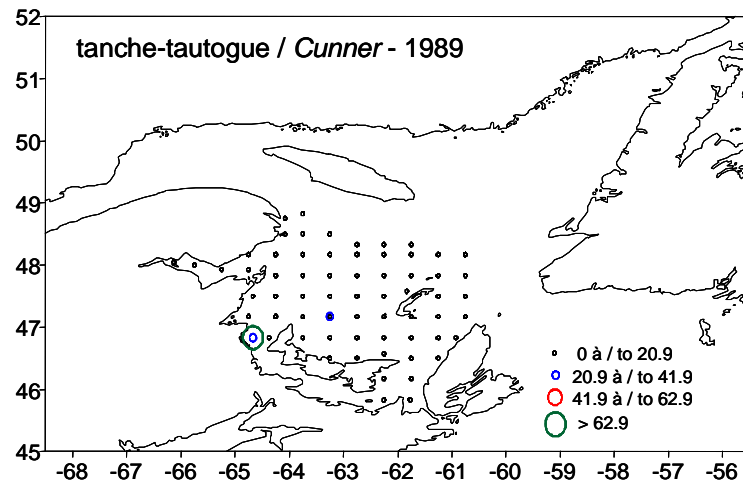 tanche-tautogue / Cunner - 1989
52
51
50
49
48
47
46
45
0 à / to 20.9
20.9 à / to 41.9
41.9 à / to 62.9
> 62.9
-68 -67 -66 -65 -64 -63 -62 -61 -60 -59 -58 -57 -56